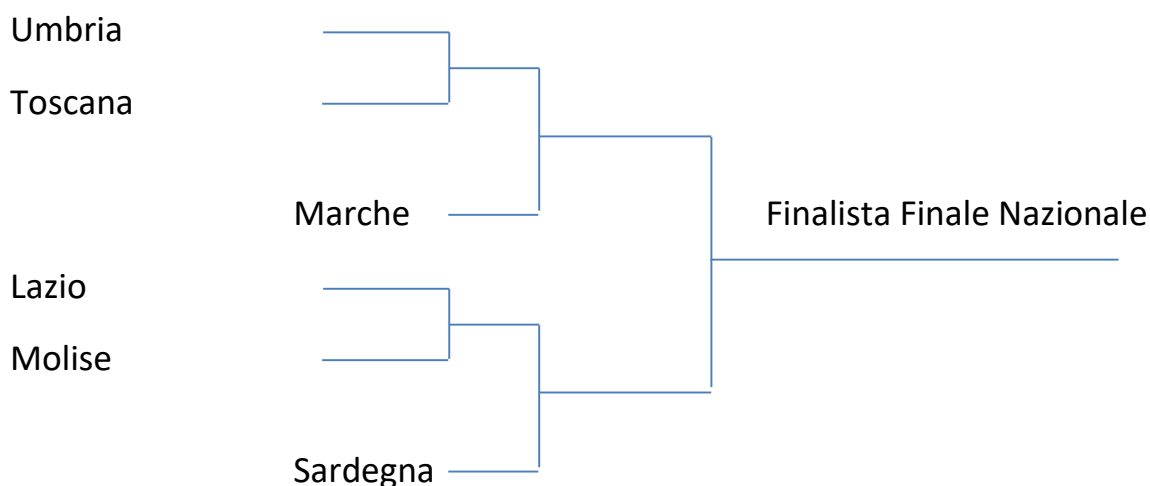 Umbria
Toscana
Marche
Finalista Finale Nazionale
Lazio
Molise
Sardegna